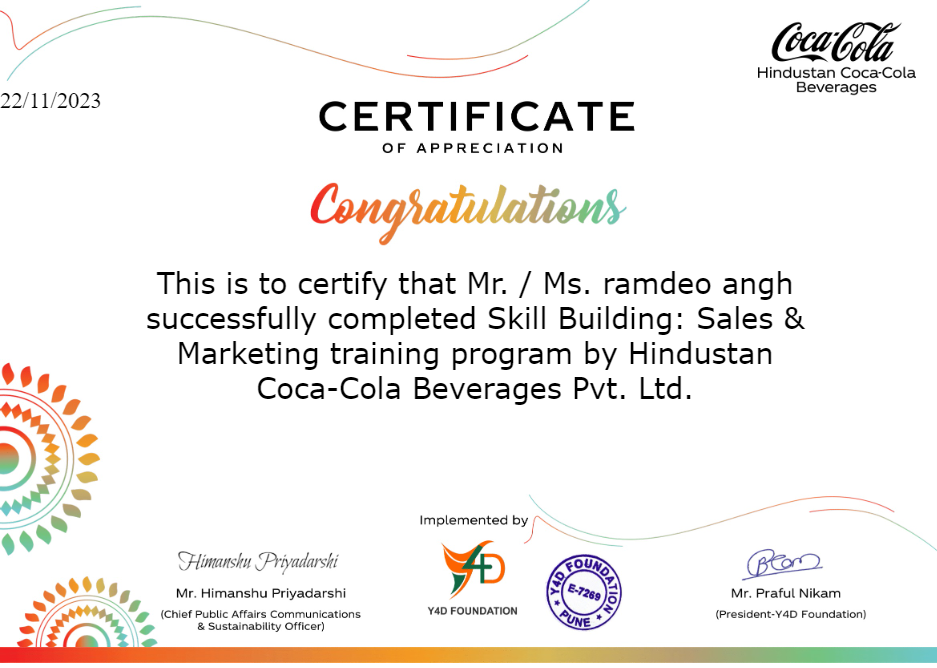 Coca-Cola
Hindustan Coca-Cola
Beverages
22/11/2023
CERTIFICATE
OF APPRECIATION
Congratulations
This is to certify that Mr. / Ms. ramdeo angh
successfully completed Skill Building: Sales &
Marketing training program by Hindustan
Coca-Cola Beverages Pvt. Ltd.
Implemented by
Himanshu Priyadarshi
Mr. Himanshu Priyadarshi
(Chief Public Affairs Communications
& Sustainability Officer)
Y4D
Y4D FOUNDATION
Y4D FOUNDATION
E-7269
PUNE
Mr. Praful Nikam
(President-Y4D Foundation)